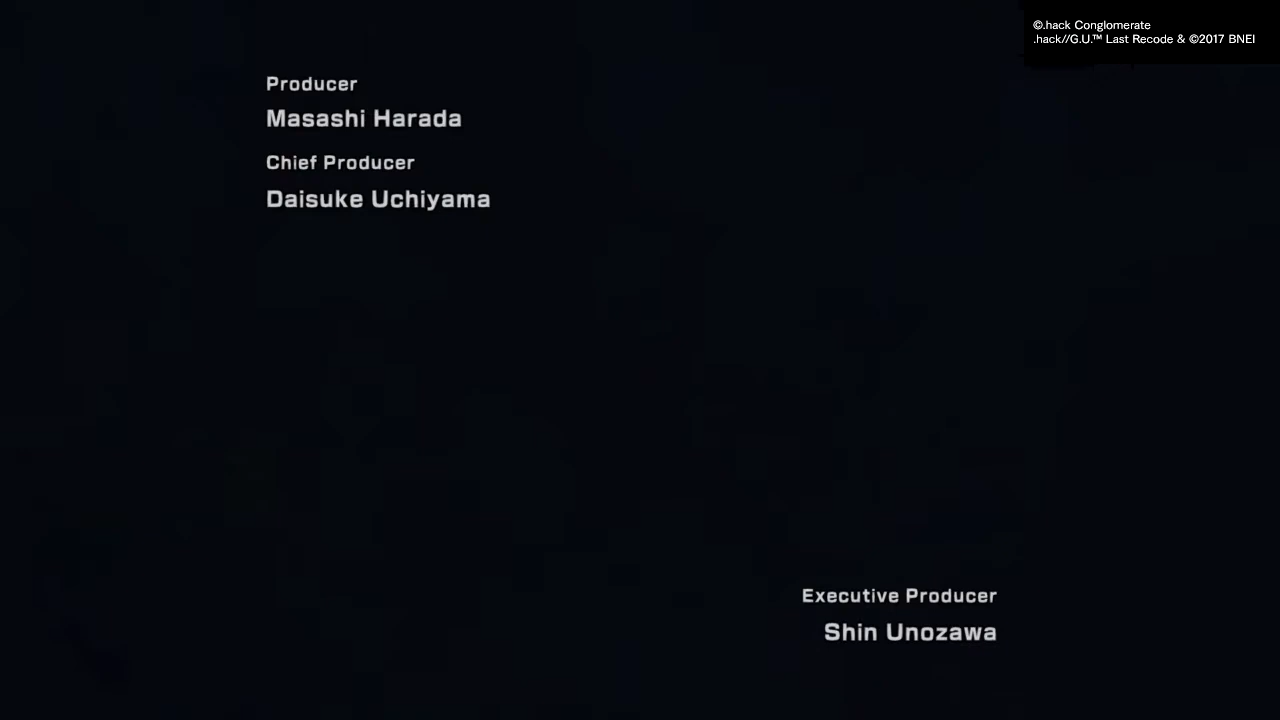 ©.hack Conglomerate
.hack//G.U.™ Last Recode & ©2017 BNEI
Producer
Masashi Harada
Chief Producer
Daisuke Uchiyama
Executive Producer
Shin Unozawa